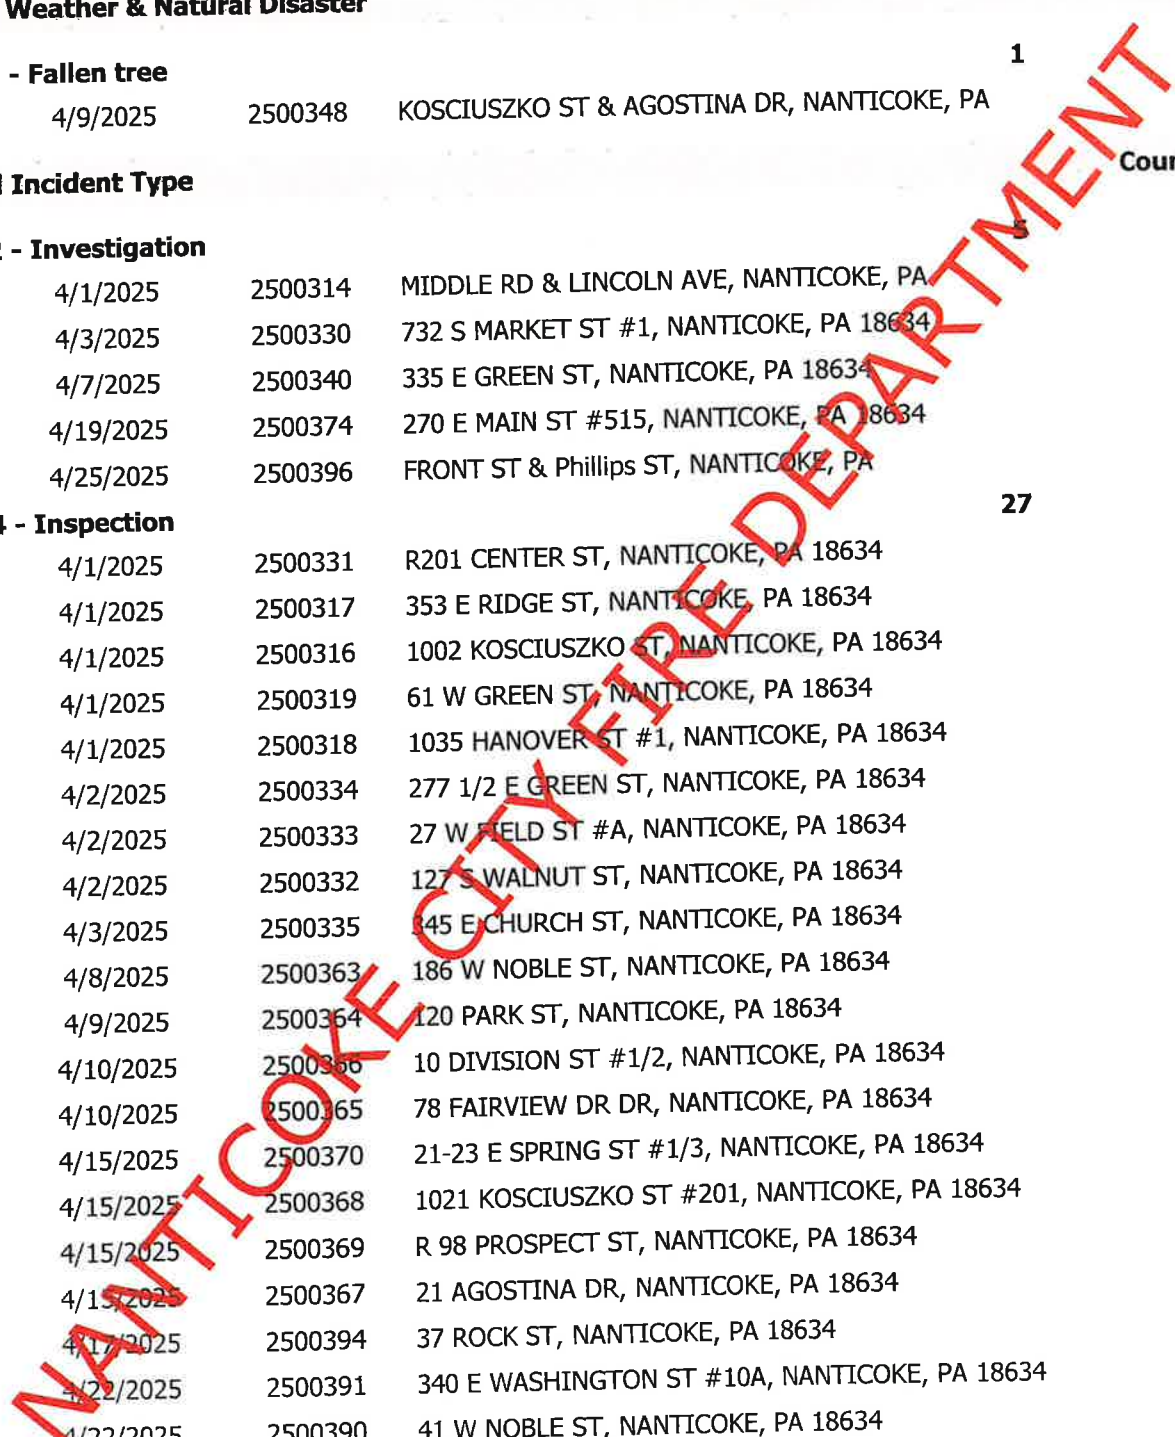 Weather & Natural Disaster
- Fallen tree 1
4/9/2025 2500348 KOSCIUSZKO ST & AGOSTINA DR, NANTICOKE, PA
Incident Type
- Investigation 5
4/1/2025 2500314 MIDDLE RD & LINCOLN AVE, NANTICOKE, PA
4/3/2025 2500330 732 S MARKET ST #1, NANTICOKE, PA 18634
4/7/2025 2500340 335 E GREEN ST, NANTICOKE, PA 18634
4/19/2025 2500374 270 E MAIN ST #515, NANTICOKE, PA 18634
4/25/2025 2500396 FRONT ST & Phillips ST, NANTICOKE, PA
4 - Inspection 27
4/1/2025 2500331 R201 CENTER ST, NANTICOKE, PA 18634
4/1/2025 2500317 353 E RIDGE ST, NANTICOKE, PA 18634
4/1/2025 2500316 1002 KOSCIUSZKO ST, NANTICOKE, PA 18634
4/1/2025 2500319 61 W GREEN ST, NANTICOKE, PA 18634
4/1/2025 2500318 1035 HANOVER ST #1, NANTICOKE, PA 18634
4/2/2025 2500334 277 1/2 E GREEN ST, NANTICOKE, PA 18634
4/2/2025 2500333 27 W FIELD ST #A, NANTICOKE, PA 18634
4/2/2025 2500332 127 S WALNUT ST, NANTICOKE, PA 18634
4/3/2025 2500335 345 E CHURCH ST, NANTICOKE, PA 18634
4/8/2025 2500363 186 W NOBLE ST, NANTICOKE, PA 18634
4/9/2025 2500364 120 PARK ST, NANTICOKE, PA 18634
4/10/2025 2500366 10 DIVISION ST #1/2, NANTICOKE, PA 18634
4/10/2025 2500365 78 FAIRVIEW DR DR, NANTICOKE, PA 18634
4/15/2025 2500370 21-23 E SPRING ST #1/3, NANTICOKE, PA 18634
4/15/2025 2500368 1021 KOSCIUSZKO ST #201, NANTICOKE, PA 18634
4/15/2025 2500369 R 98 PROSPECT ST, NANTICOKE, PA 18634
4/15/2025 2500367 21 AGOSTINA DR, NANTICOKE, PA 18634
4/17/2025 2500394 37 ROCK ST, NANTICOKE, PA 18634
4/22/2025 2500391 340 E WASHINGTON ST #10A, NANTICOKE, PA 18634
4/22/2025 2500390 41 W NOBLE ST, NANTICOKE, PA 18634
NANTICOKE CITY FIRE DEPARTMENT